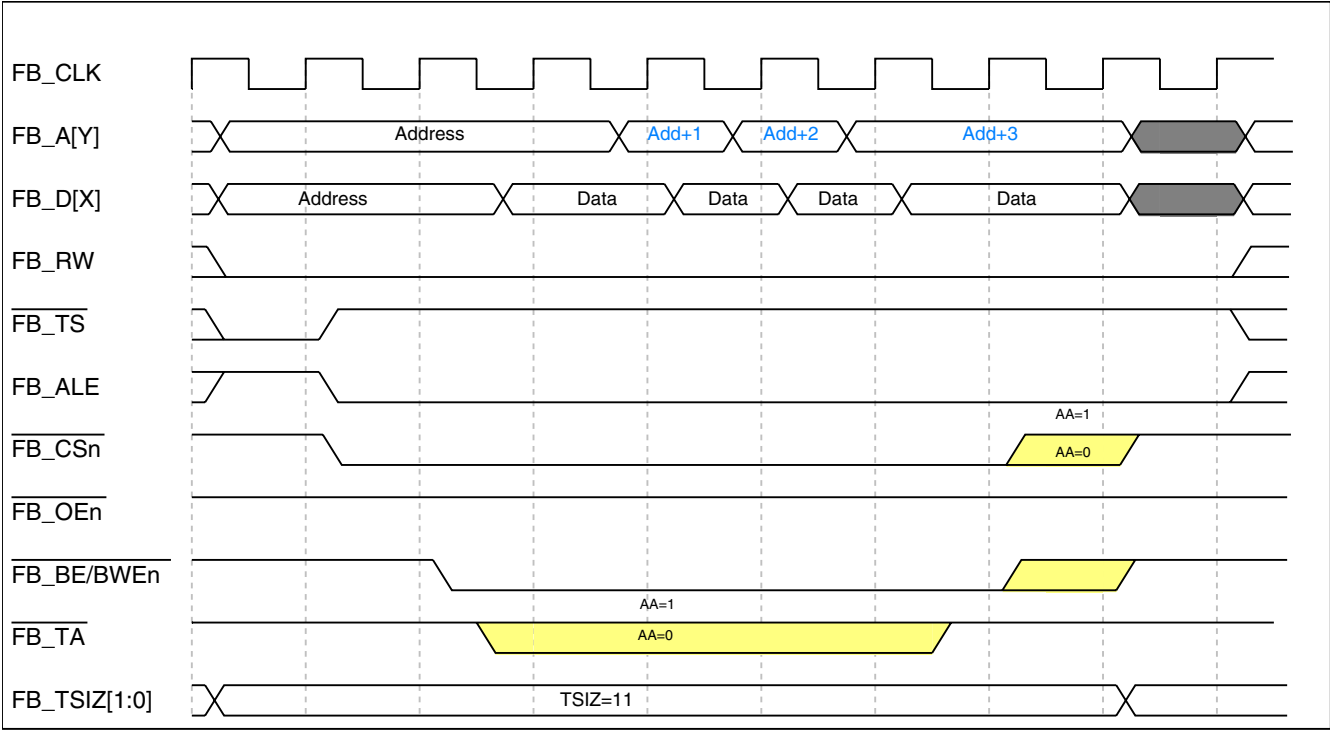 FB_CLK
FB_A[Y] Address Add+1 Add+2 Add+3
FB_D[X] Address Data Data Data Data
FB_RW
FB_TS
FB_ALE
AA=1
FB_CSn AA=0
FB_OEn
FB_BE/BWEn
AA=1
FB_TA AA=0
FB_TSIZ[1:0] TSIZ=11